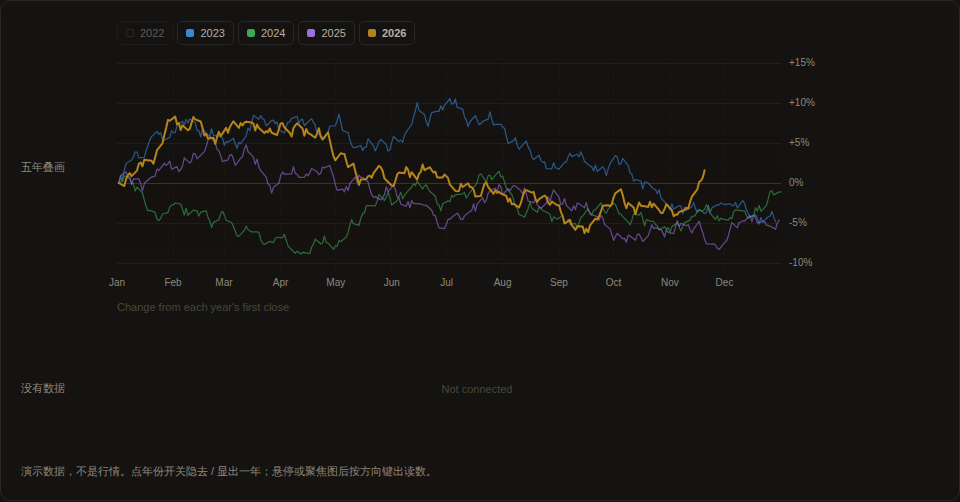 2022 2023 2024 2025 2026
+15%
+10%
+5%
五年叠画
0%
-5%
-10%
Jan Feb Mar Apr May Jun Jul Aug Sep Oct Nov Dec
Change from each year's first close
没有数据
Not connected
演示数据，不是行情。点年份开关隐去 / 显出一年；悬停或聚焦图后按方向键出读数。